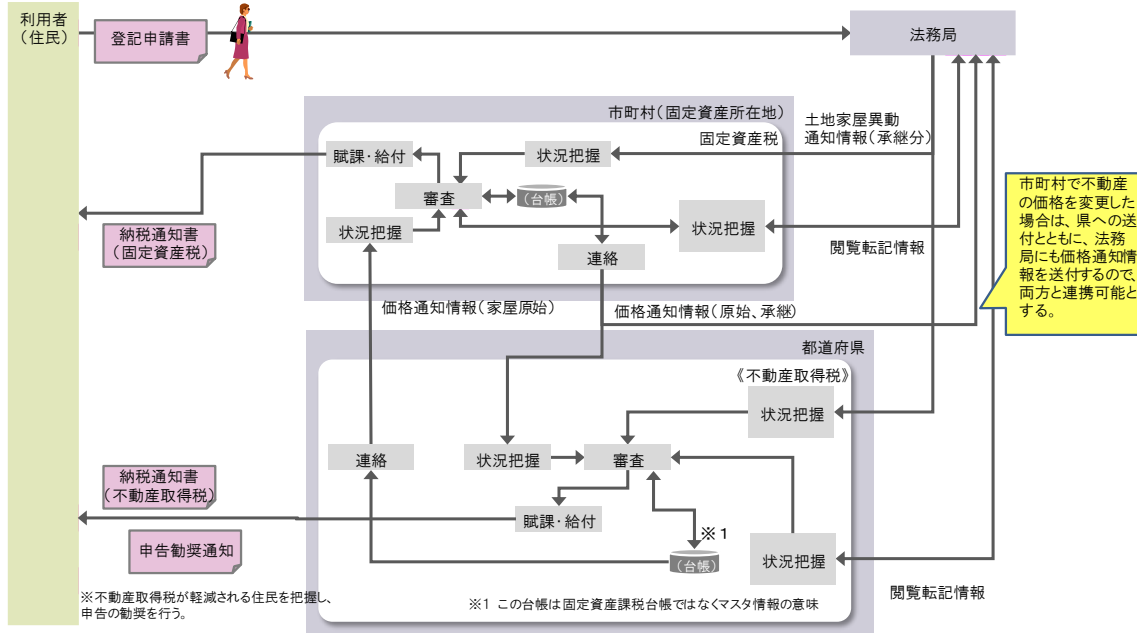 利用者
(住民)
登記申請書
法務局
市町村(固定資産所在地)
固定資産税
土地家屋異動
通知情報(承継分)
賦課・給付
状況把握
審査
(台帳)
状況把握
状況把握
連絡
納税通知書
(固定資産税)
閲覧転記情報
市町村で不動産
の価格を変更した
場合は、県への送
付とともに、法務
局にも価格通知情
報を送付するので、
両方と連携可能と
する。
価格通知情報(家屋原始)
価格通知情報(原始、承継)
都道府県
《不動産取得税》
状況把握
連絡
状況把握
審査
納税通知書
(不動産取得税)
賦課・給付
※1
申告勧奨通知
(台帳)
状況把握
閲覧転記情報
※不動産取得税が軽減される住民を把握し、
申告の勧奨を行う。
※1 この台帳は固定資産課税台帳ではなくマスタ情報の意味